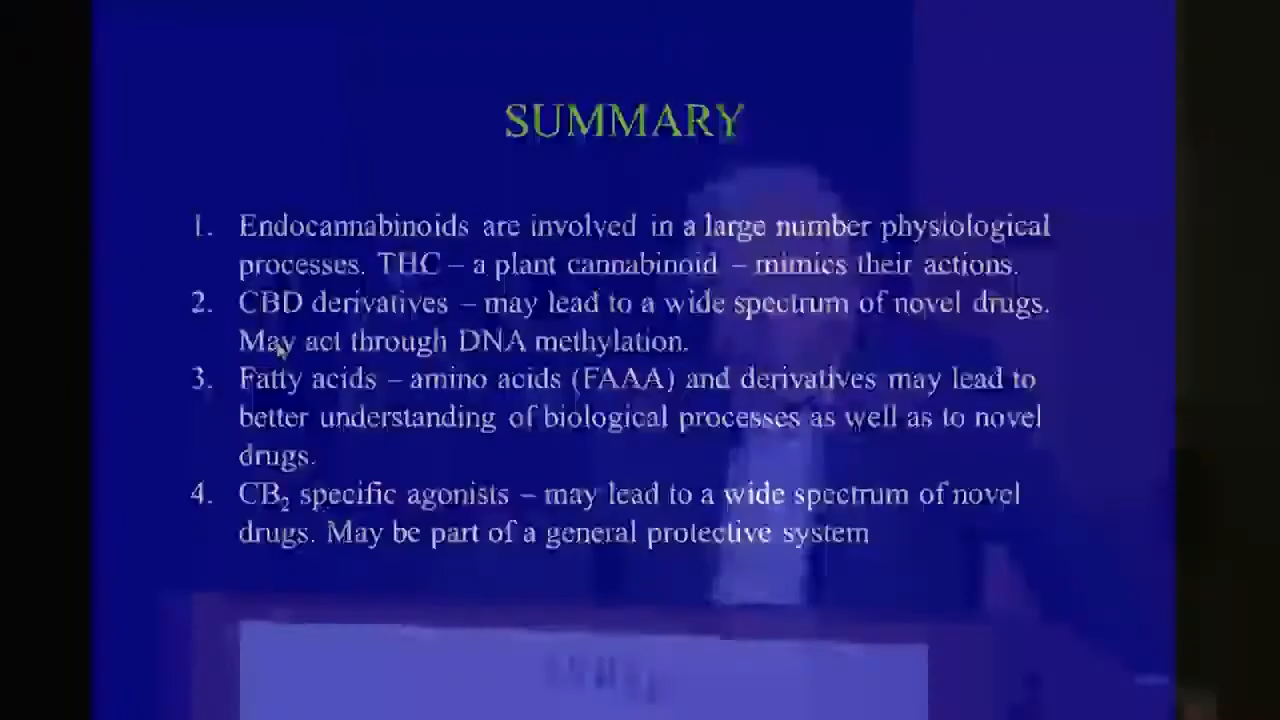 SUMMARY
1. Endocannabinoids are involved in a large number physiological
processes. THC – a plant cannabinoid – mimics their actions.
2. CBD derivatives – may lead to a wide spectrum of novel drugs.
May act through DNA methylation.
3. Fatty acids – amino acids (FAAA) and derivatives may lead to
better understanding of biological processes as well as to novel
drugs.
4. CB₂ specific agonists – may lead to a wide spectrum of novel
drugs. May be part of a general protective system